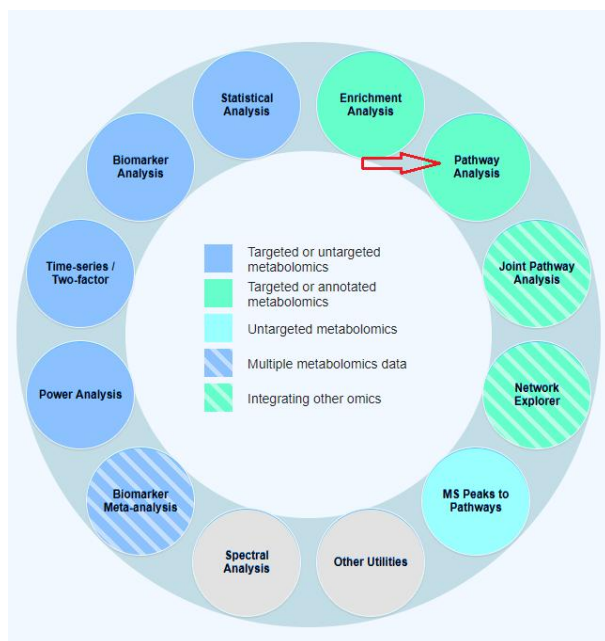 Statistical
Analysis
Enrichment
Analysis
Biomarker
Analysis
Pathway
Analysis
Time-series /
Two-factor
Joint Pathway
Analysis
Targeted or untargeted
metabolomics
Targeted or annotated
metabolomics
Untargeted metabolomics
Multiple metabolomics data
Integrating other omics
Power Analysis
Network
Explorer
Biomarker
Meta-analysis
MS Peaks to
Pathways
Spectral
Analysis
Other Utilities